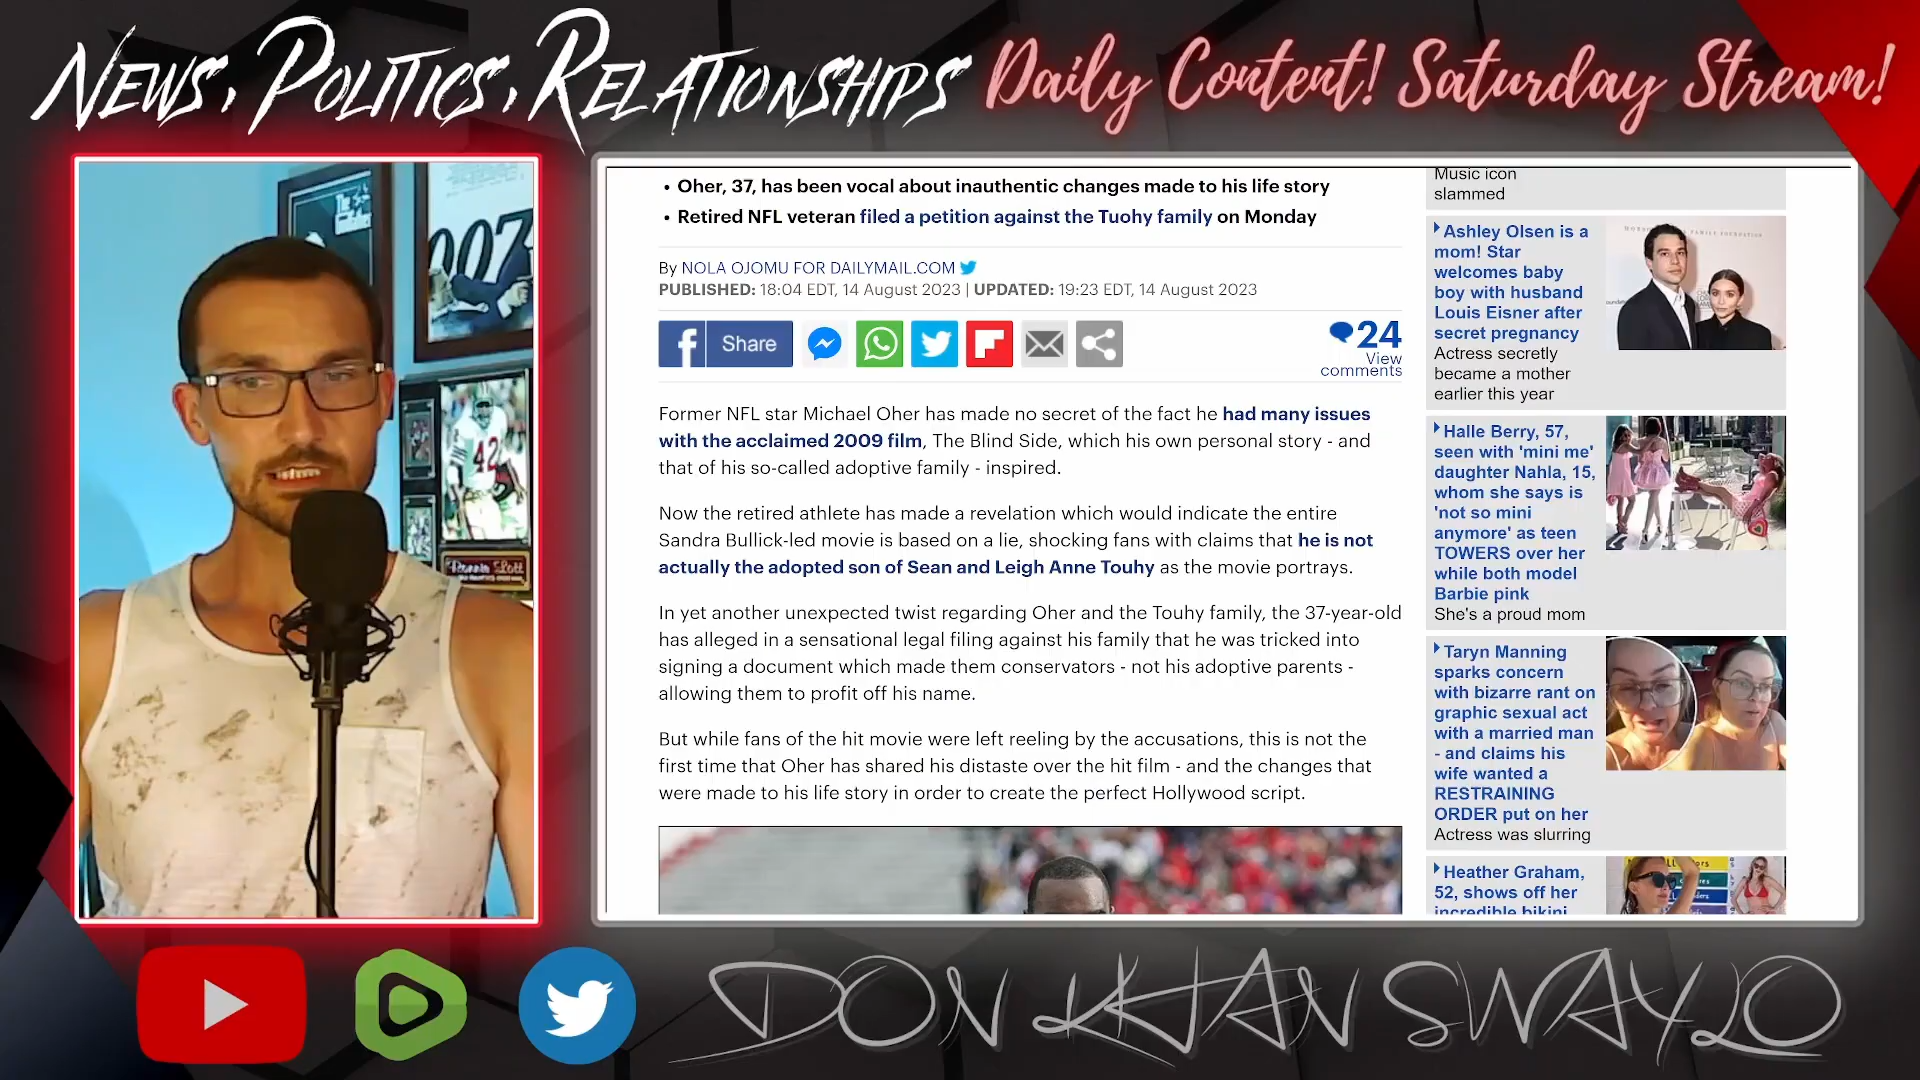 NEWS, POLITICS, RELATIONSHIPS
Daily Content! Saturday Stream!
The
007
42
Ronnie Lott
• Oher, 37, has been vocal about inauthentic changes made to his life story
• Retired NFL veteran filed a petition against the Tuohy family on Monday
By NOLA OJOMU FOR DAILYMAIL.COM
PUBLISHED: 18:04 EDT, 14 August 2023 | UPDATED: 19:23 EDT, 14 August 2023
f Share
24
View
comments
Former NFL star Michael Oher has made no secret of the fact he had many issues
with the acclaimed 2009 film, The Blind Side, which his own personal story - and
that of his so-called adoptive family - inspired.
Now the retired athlete has made a revelation which would indicate the entire
Sandra Bullick-led movie is based on a lie, shocking fans with claims that he is not
actually the adopted son of Sean and Leigh Anne Touhy as the movie portrays.
In yet another unexpected twist regarding Oher and the Touhy family, the 37-year-old
has alleged in a sensational legal filing against his family that he was tricked into
signing a document which made them conservators - not his adoptive parents -
allowing them to profit off his name.
But while fans of the hit movie were left reeling by the accusations, this is not the
first time that Oher has shared his distaste over the hit film - and the changes that
were made to his life story in order to create the perfect Hollywood script.
Music icon
slammed
Ashley Olsen is a
mom! Star
welcomes baby
boy with husband
Louis Eisner after
secret pregnancy
Actress secretly
became a mother
earlier this year
Halle Berry, 57,
seen with 'mini me'
daughter Nahla, 15,
whom she says is
'not so mini
anymore' as teen
TOWERS over her
while both model
Barbie pink
She's a proud mom
Taryn Manning
sparks concern
with bizarre rant on
graphic sexual act
with a married man
- and claims his
wife wanted a
RESTRAINING
ORDER put on her
Actress was slurring
Heather Graham,
52, shows off her
incredible bikini
DON KHAN SWAYLO